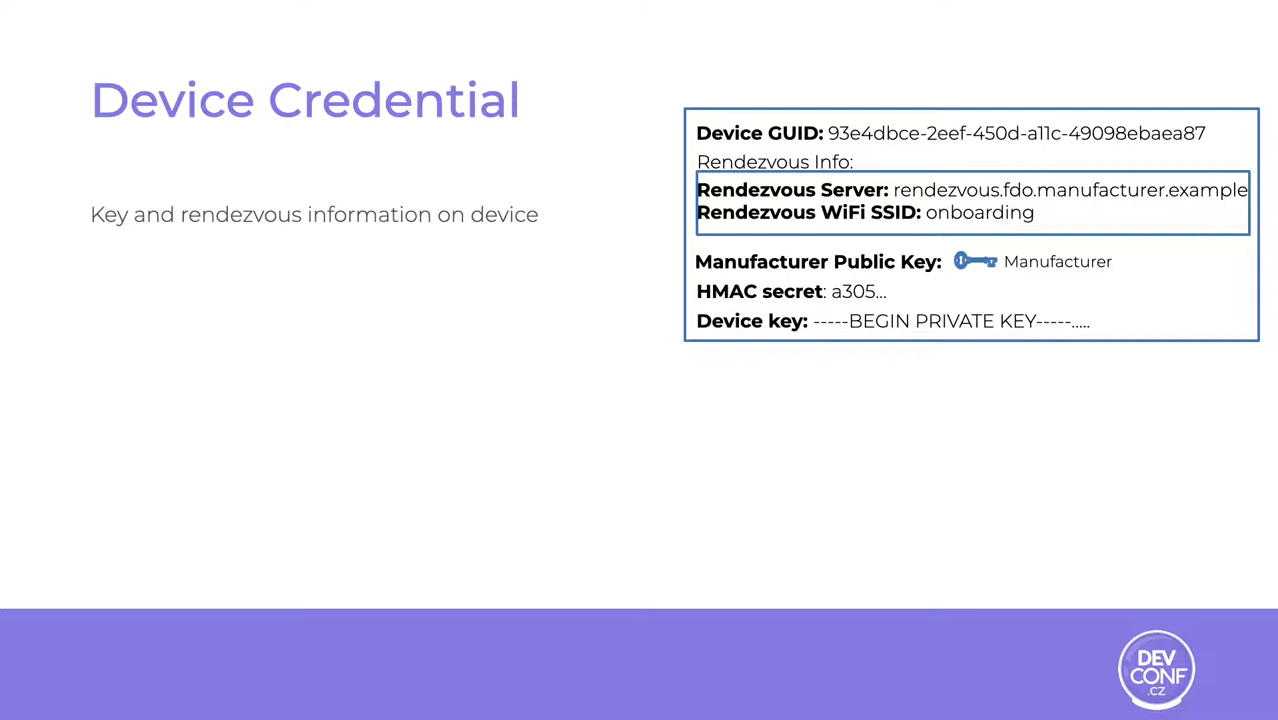 Device Credential
Key and rendezvous information on device
Device GUID: 93e4dbce-2eef-450d-a11c-49098ebaea87
Rendezvous Info:
Rendezvous Server: rendezvous.fdo.manufacturer.example
Rendezvous WiFi SSID: onboarding
Manufacturer Public Key: Manufacturer
HMAC secret: a305...
Device key: -----BEGIN PRIVATE KEY-----.....
DEV
CONF
.CZ